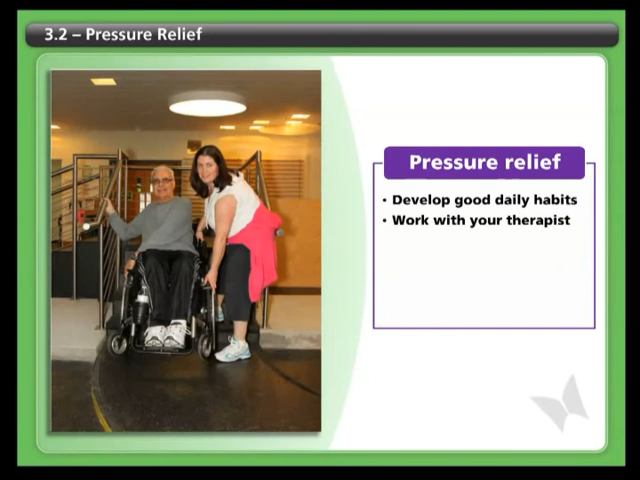 3.2 – Pressure Relief
Pressure relief
• Develop good daily habits
• Work with your therapist